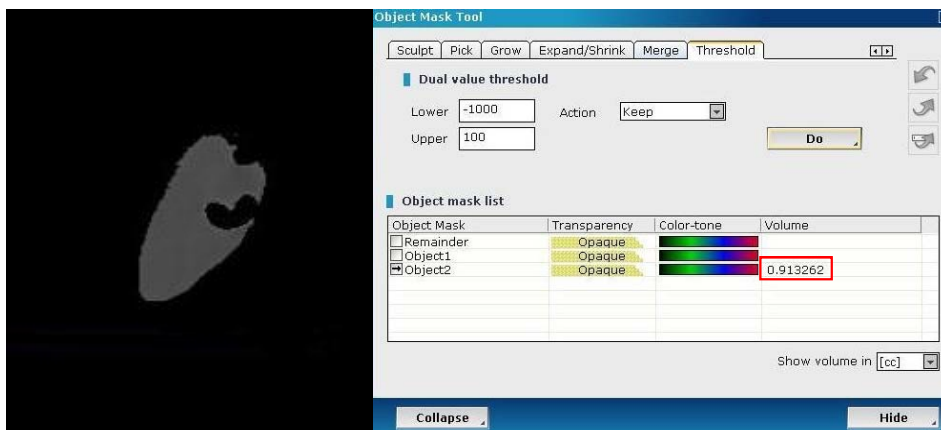 Object Mask Tool
Sculpt Pick Grow Expand/Shrink Merge Threshold
Dual value threshold
Lower -1000 Action Keep
Upper 100 Do
Object mask list
Object Mask Transparency Color-tone Volume
Remainder Opaque
Object1 Opaque
Object2 Opaque 0.913262
Show volume in [cc]
Collapse Hide